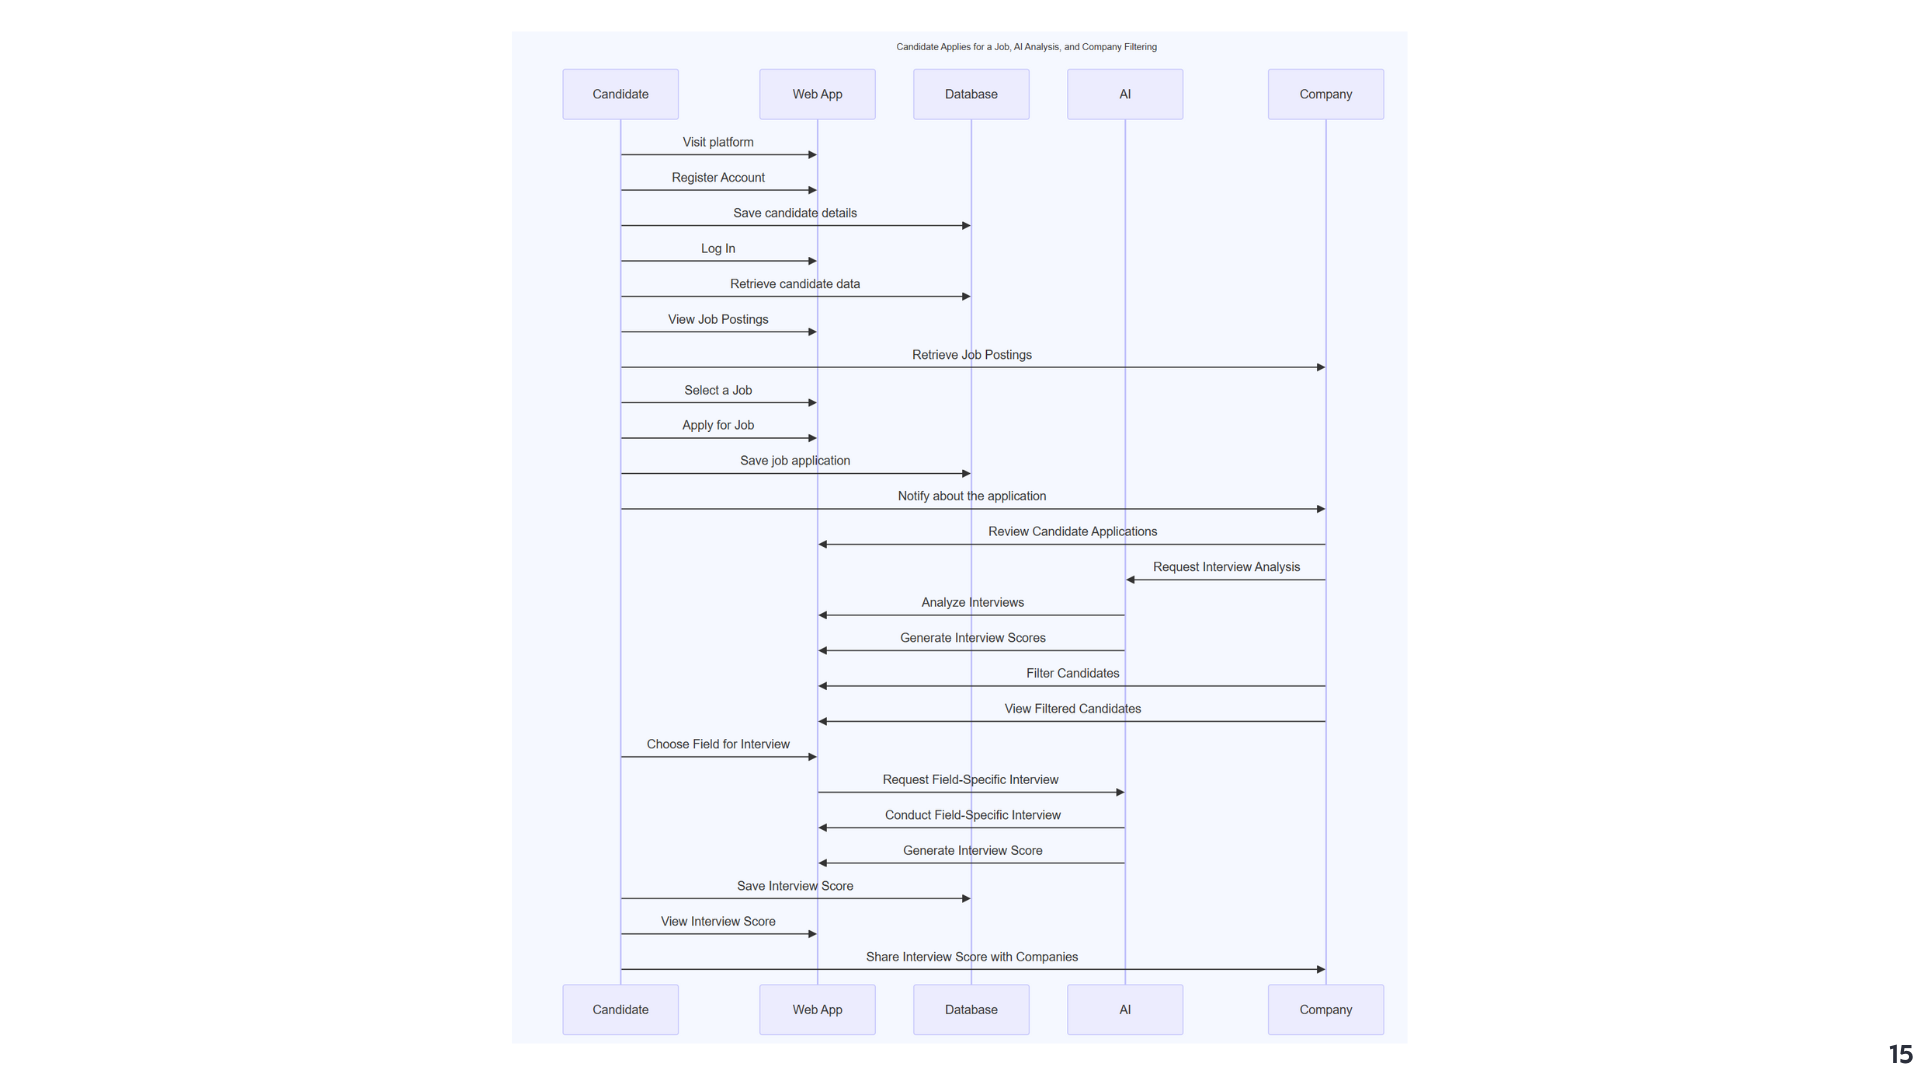 Candidate Applies for a Job, AI Analysis, and Company Filtering
Candidate
Web App
Database
AI
Company
Visit platform
Register Account
Save candidate details
Log In
Retrieve candidate data
View Job Postings
Retrieve Job Postings
Select a Job
Apply for Job
Save job application
Notify about the application
Review Candidate Applications
Request Interview Analysis
Analyze Interviews
Generate Interview Scores
Filter Candidates
View Filtered Candidates
Choose Field for Interview
Request Field-Specific Interview
Conduct Field-Specific Interview
Generate Interview Score
Save Interview Score
View Interview Score
Share Interview Score with Companies
Candidate
Web App
Database
AI
Company
15